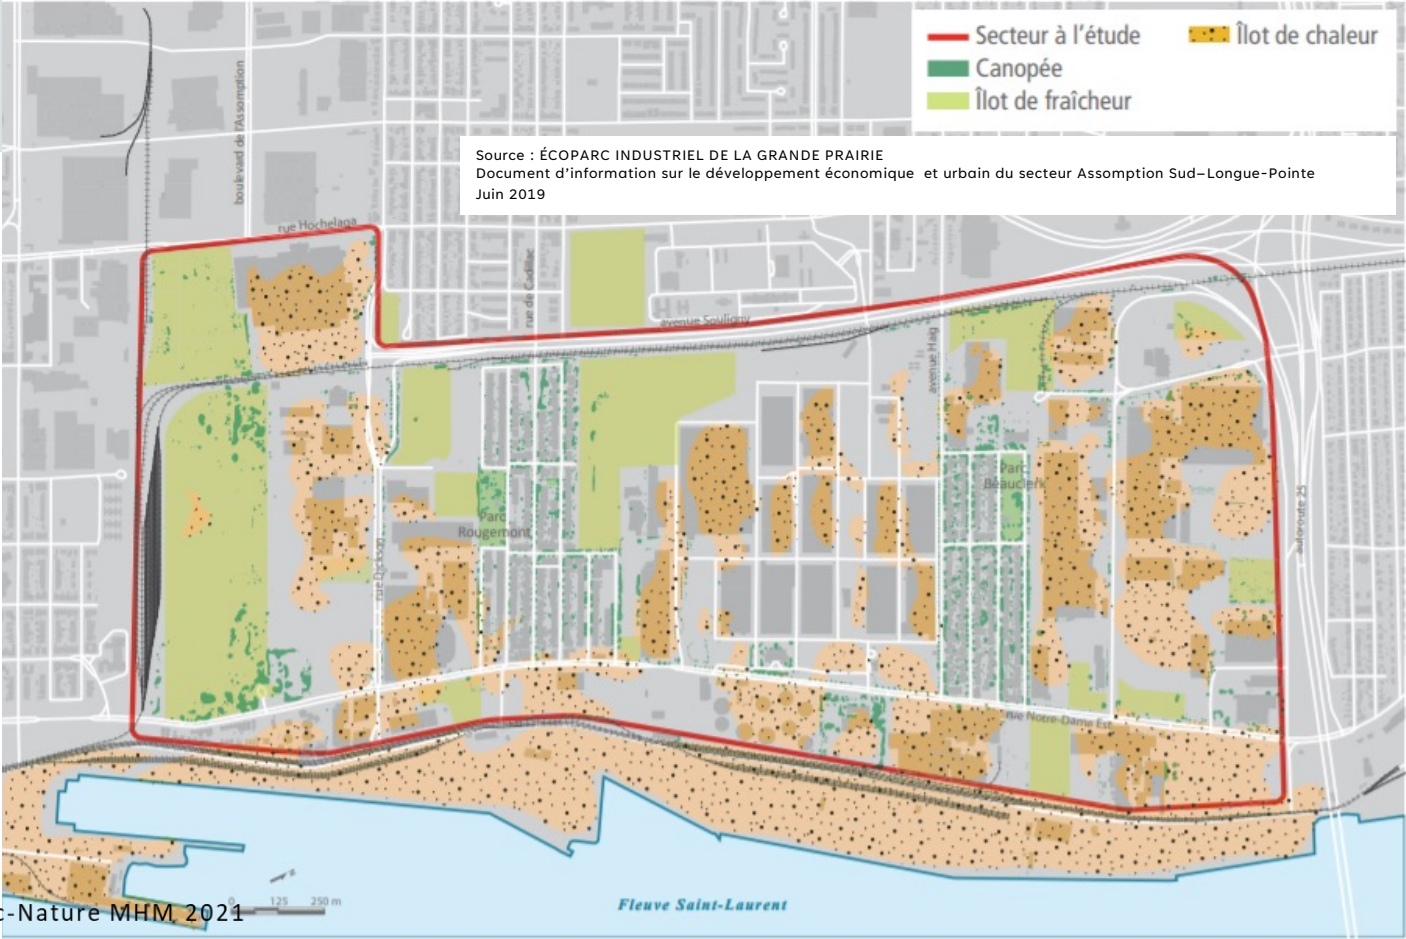 Secteur à l'étude
Îlot de chaleur
Canopée
Îlot de fraîcheur
Source : ÉCOPARC INDUSTRIEL DE LA GRANDE PRAIRIE
Document d'information sur le développement économique et urbain du secteur Assomption Sud–Longue-Pointe
Juin 2019
boulevard de l'Assomption
rue Hochelaga
rue de Cadillac
avenue Souligny
avenue Haig
Parc
Beauclerk
Parc
Rougemont
autoroute 25
rue Dickson
rue Notre-Dame Est
0 125 250 m
Fleuve Saint-Laurent
c-Nature MHM 2021